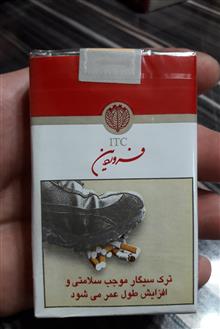 ITC
فروردین
ترک سیگار موجب سلامتی و
افزایش طول عمر می شود